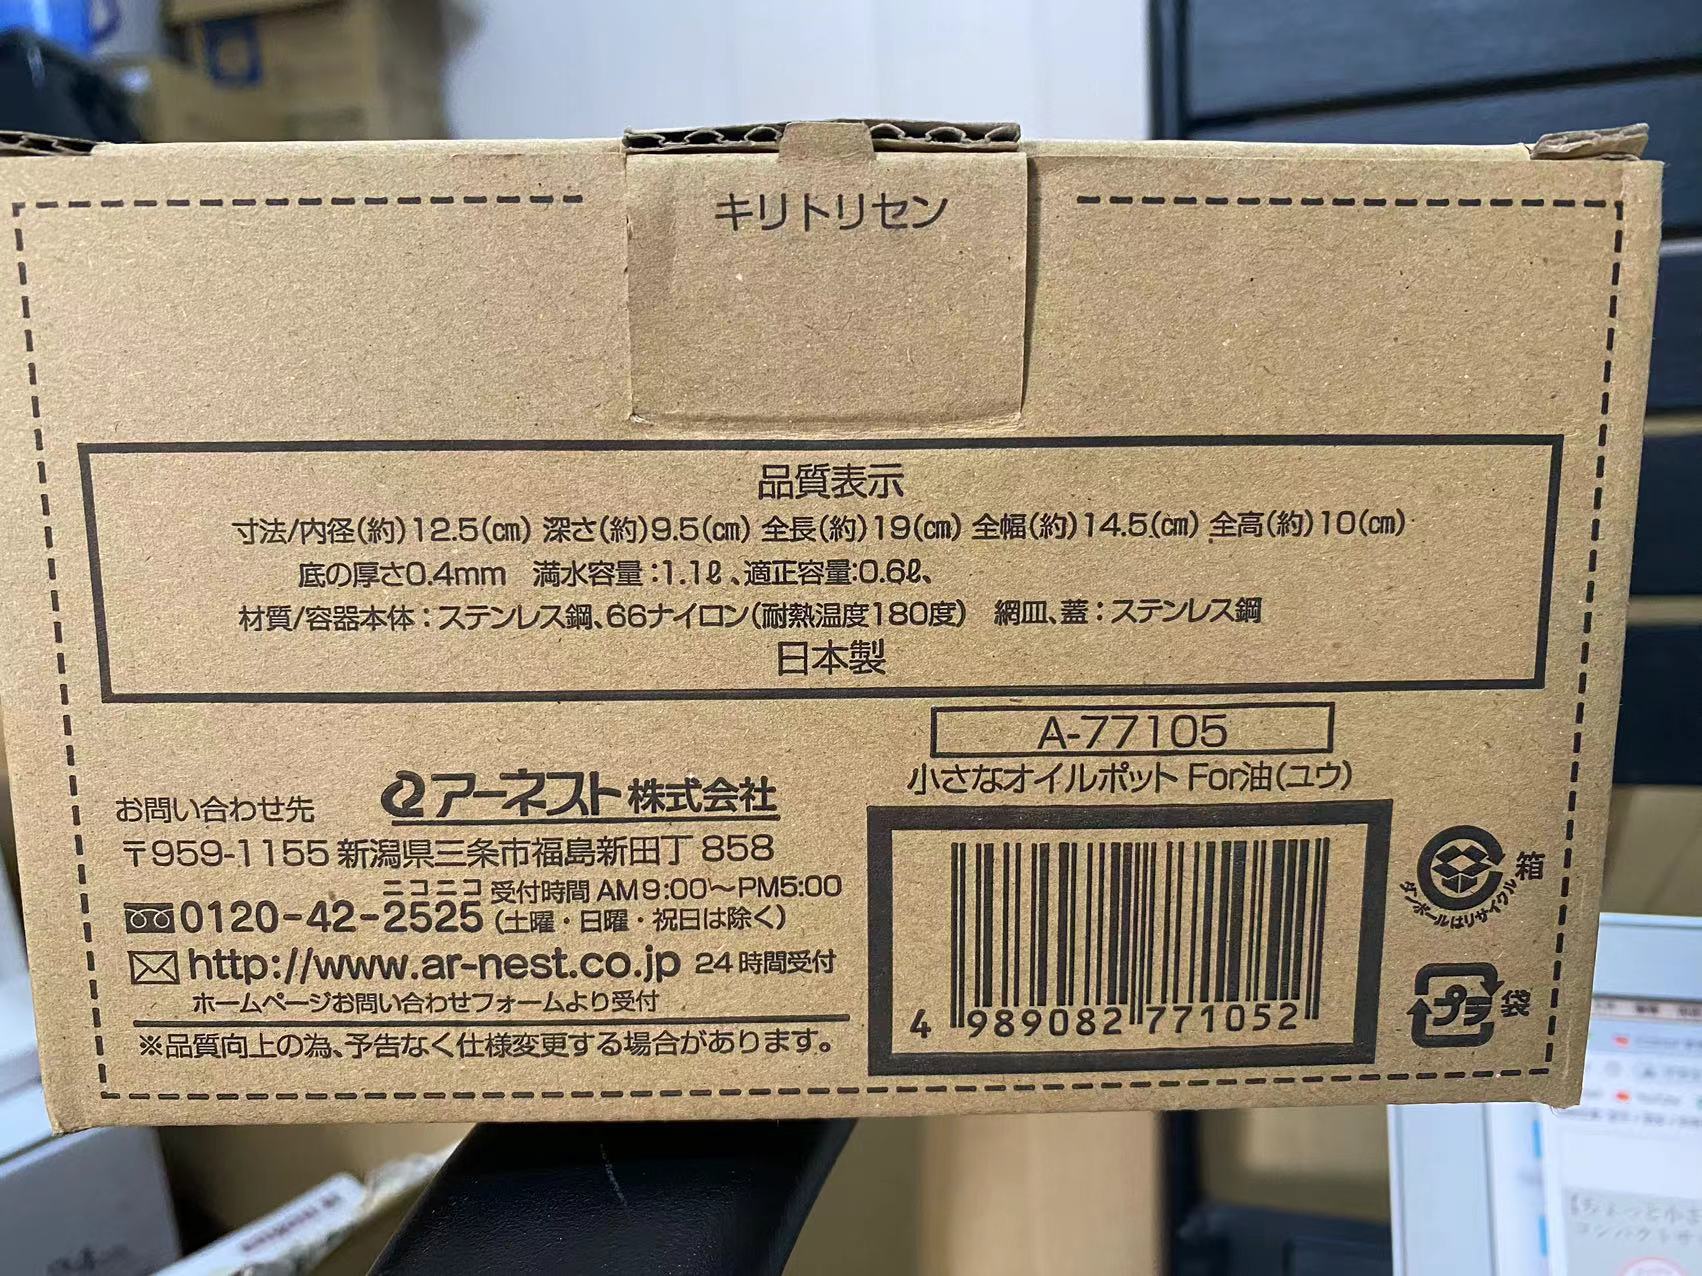 キリトリセン
品質表示
寸法/内径(約)12.5(㎝) 深さ(約)9.5(㎝) 全長(約)19(㎝) 全幅(約)14.5(㎝) 全高(約)10(㎝)
底の厚さ0.4mm 満水容量:1.1ℓ、適正容量:0.6ℓ、
材質/容器本体:ステンレス鋼、66ナイロン(耐熱温度180度) 網皿、蓋:ステンレス鋼
日本製
A-77105
小さなオイルポット For油(ユウ)
お問い合わせ先 アーネスト株式会社
〒959-1155 新潟県三条市福島新田丁 858
ニコニコ 受付時間 AM9:00〜PM5:00
0120-42-2525 (土曜・日曜・祝日は除く)
http://www.ar-nest.co.jp 24時間受付
ホームページお問い合わせフォームより受付
※品質向上の為、予告なく仕様変更する場合があります。
4 989082 771052
箱
ダンボールはリサイクル
プラ 袋